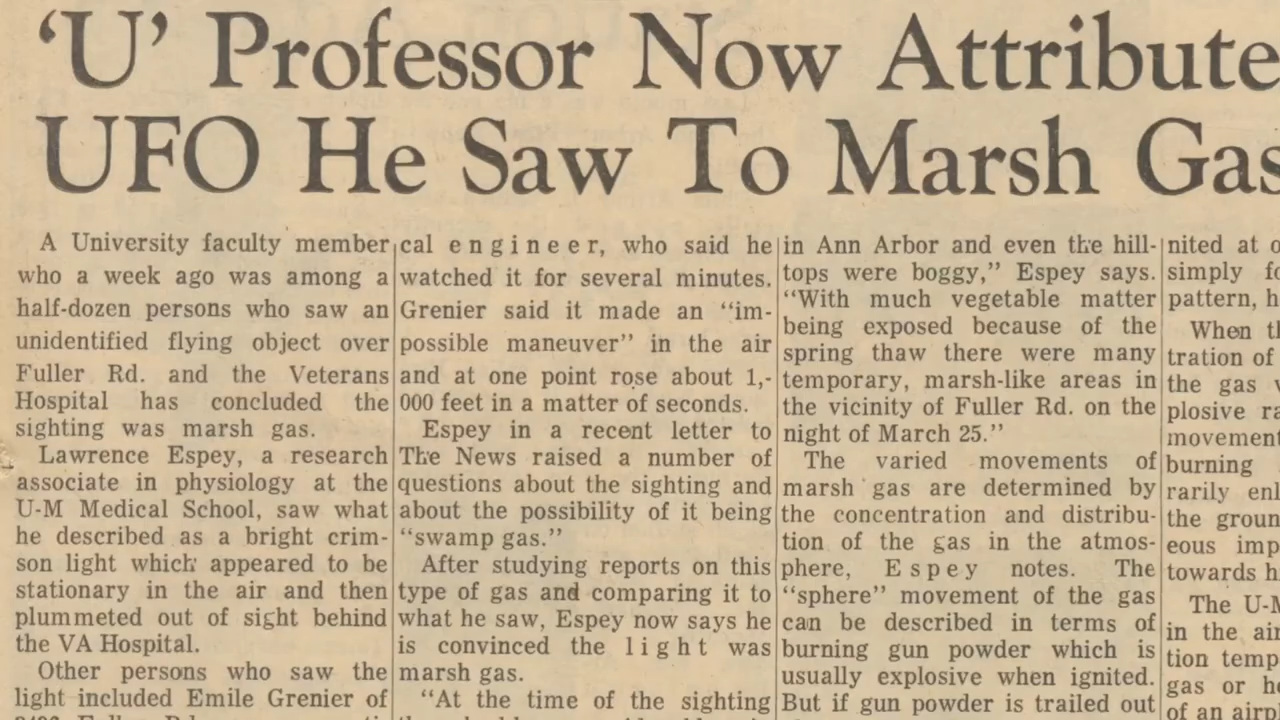 ‘U’ Professor Now Attribute
UFO He Saw To Marsh Gas
A University faculty member
who a week ago was among a
half-dozen persons who saw an
unidentified flying object over
Fuller Rd. and the Veterans
Hospital has concluded the
sighting was marsh gas.
Lawrence Espey, a research
associate in physiology at the
U-M Medical School, saw what
he described as a bright crim-
son light which appeared to be
stationary in the air and then
plummeted out of sight behind
the VA Hospital.
Other persons who saw the
light included Emile Grenier of
cal engineer, who said he
watched it for several minutes.
Grenier said it made an “im-
possible maneuver” in the air
and at one point rose about 1,-
000 feet in a matter of seconds.
Espey in a recent letter to
The News raised a number of
questions about the sighting and
about the possibility of it being
“swamp gas.”
After studying reports on this
type of gas and comparing it to
what he saw, Espey now says he
is convinced the light was
marsh gas.
“At the time of the sighting
in Ann Arbor and even the hill-
tops were boggy,” Espey says.
“With much vegetable matter
being exposed because of the
spring thaw there were many
temporary, marsh-like areas in
the vicinity of Fuller Rd. on the
night of March 25.”
The varied movements of
marsh gas are determined by
the concentration and distribu-
tion of the gas in the atmos-
phere, Espey notes. The
“sphere” movement of the gas
can be described in terms of
burning gun powder which is
usually explosive when ignited.
But if gun powder is trailed out
nited at
simply
pattern,
When
tration of
the gas
plosive
movement
burning
rarily
the
eous
towards
The
in the
tion
gas or
of an